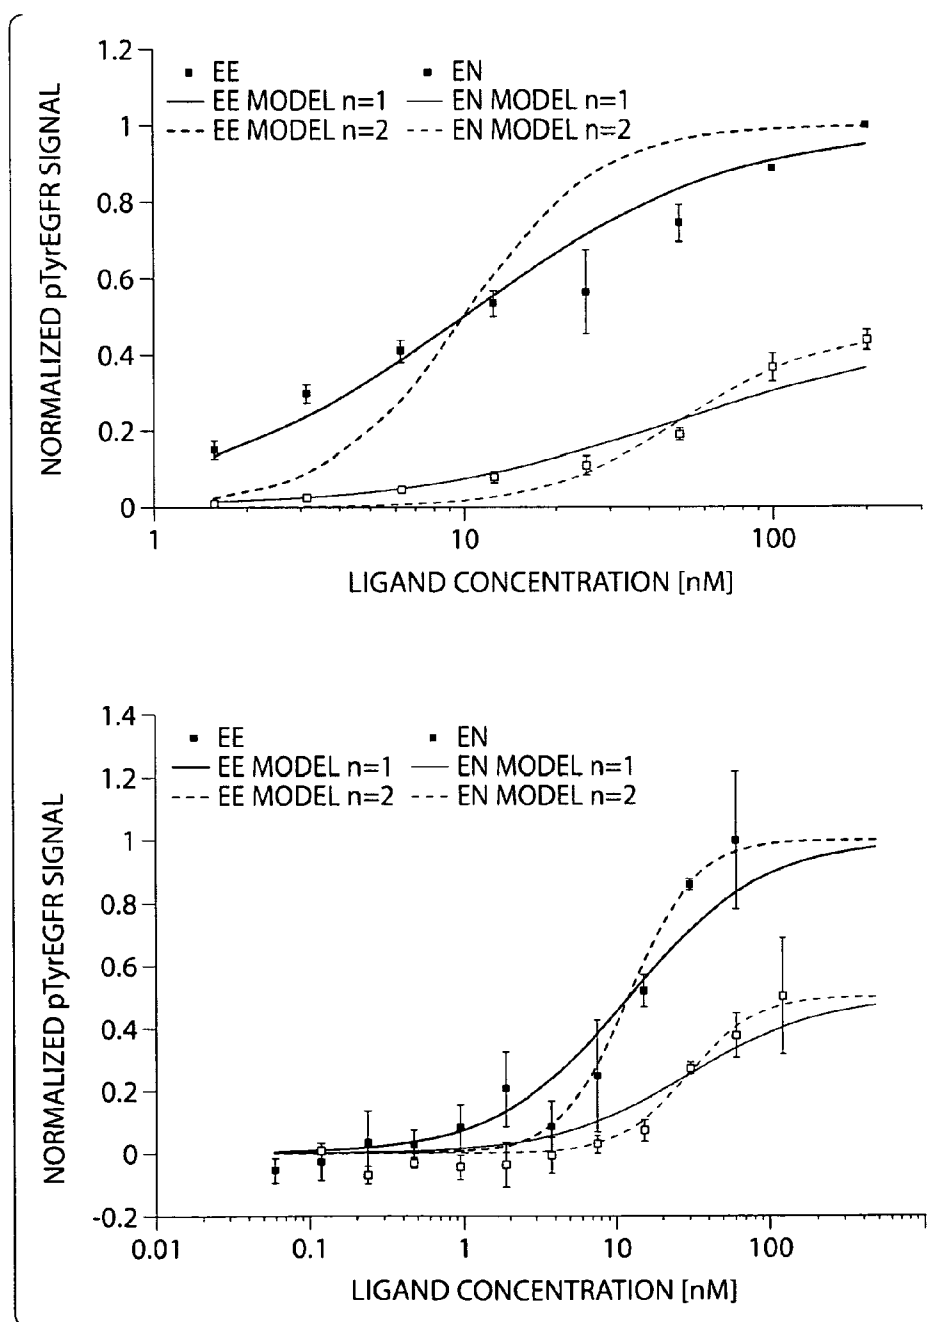 1.2
1
0.8
0.6
0.4
0.2
0
NORMALIZED pTyrEGFR SIGNAL
EE EN
EE MODEL n=1 EN MODEL n=1
EE MODEL n=2 EN MODEL n=2
1 10 100
LIGAND CONCENTRATION [nM]
1.4
1.2
1
0.8
0.6
0.4
0.2
0
-0.2
NORMALIZED pTyrEGFR SIGNAL
EE EN
EE MODEL n=1 EN MODEL n=1
EE MODEL n=2 EN MODEL n=2
0.01 0.1 1 10 100
LIGAND CONCENTRATION [nM]